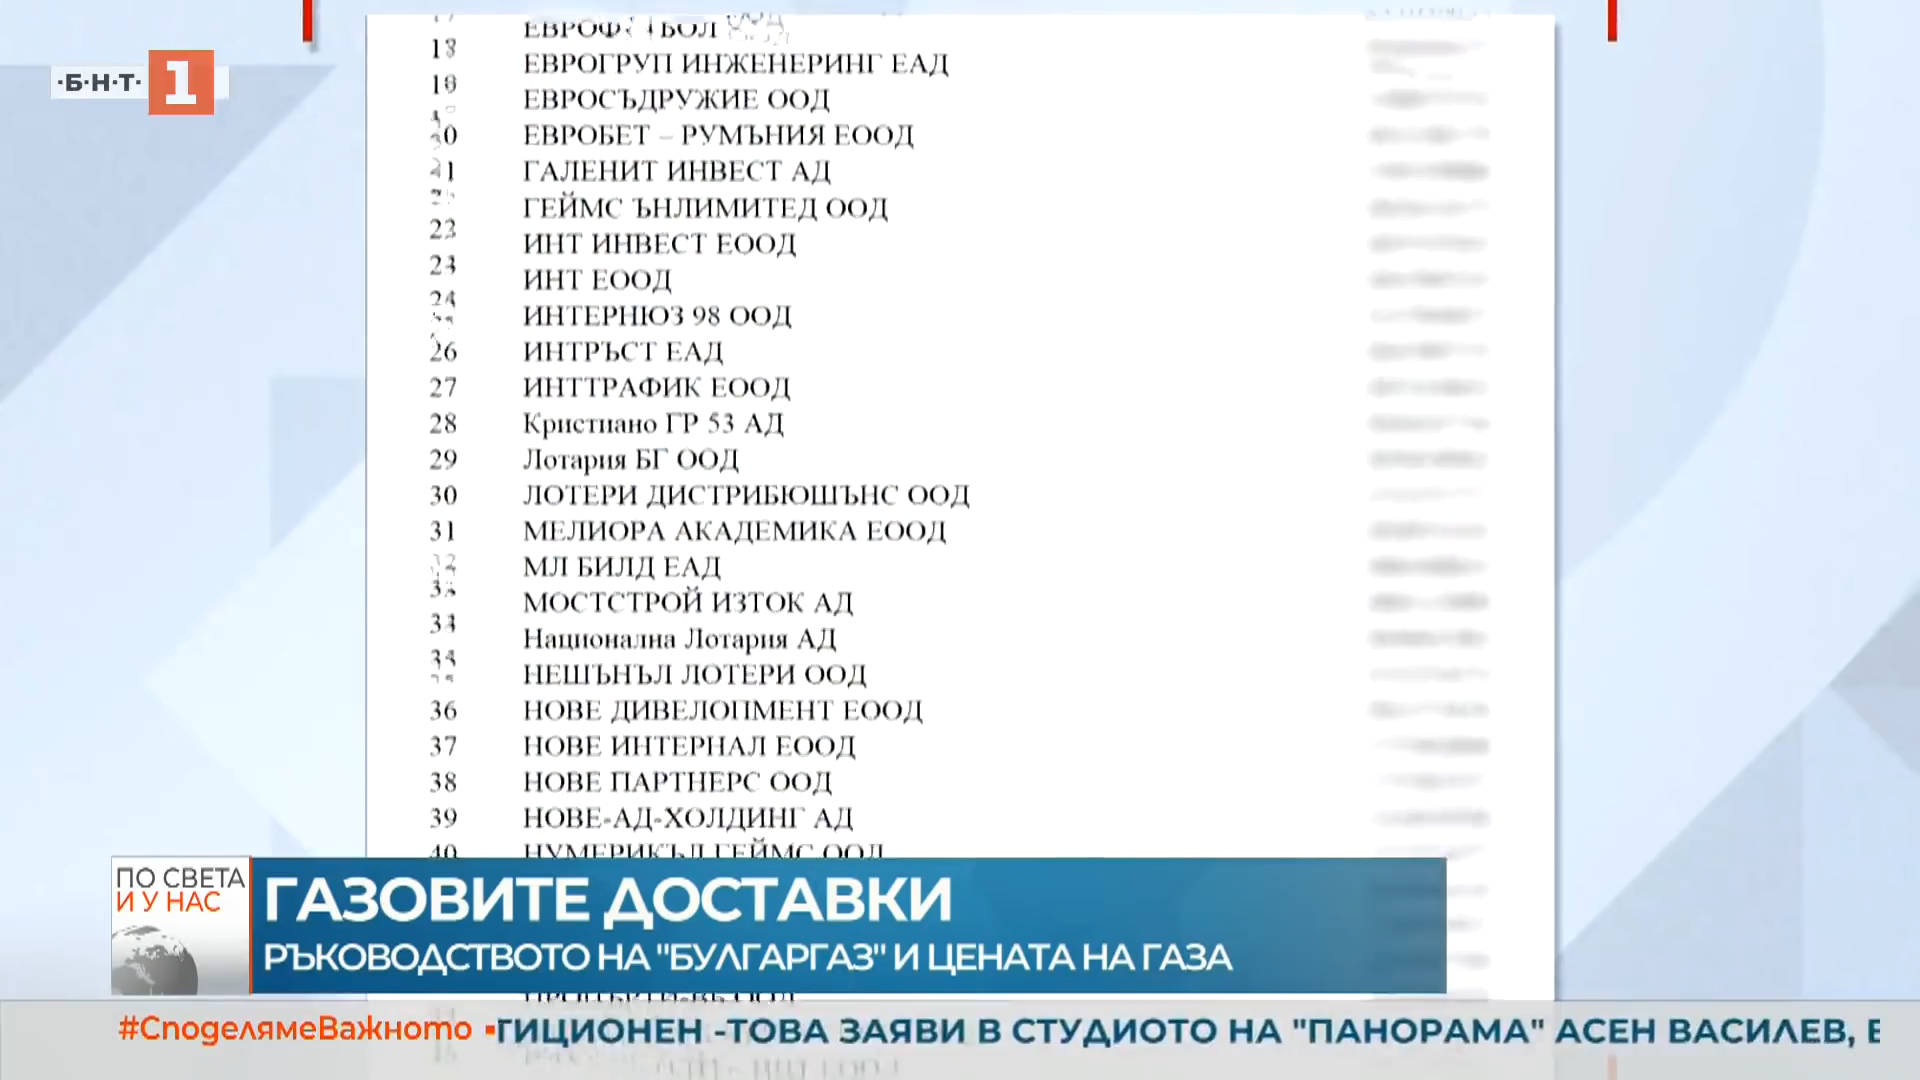 ·Б·Н·Т· 1
ЕВРОГРУП ИНЖЕНЕРИНГ ЕАД
ЕВРОСЪДРУЖИЕ ООД
ЕВРОБЕТ – РУМЪНИЯ ЕООД
ГАЛЕНИТ ИНВЕСТ АД
ГЕЙМС ЪНЛИМИТЕД ООД
ИНТ ИНВЕСТ ЕООД
ИНТ ЕООД
24 ИНТЕРНЮЗ 98 ООД
26 ИНТРЪСТ ЕАД
27 ИНТТРАФИК ЕООД
28 Кристиано ГР 53 АД
29 Лотария БГ ООД
30 ЛОТЕРИ ДИСТРИБЮШЪНС ООД
31 МЕЛИОРА АКАДЕМИКА ЕООД
МЛ БИЛД ЕАД
МОСТСТРОЙ ИЗТОК АД
Национална Лотария АД
НЕШЪНЪЛ ЛОТЕРИ ООД
36 НОВЕ ДИВЕЛОПМЕНТ ЕООД
37 НОВЕ ИНТЕРНАЛ ЕООД
38 НОВЕ ПАРТНЕРС ООД
39 НОВЕ-АД-ХОЛДИНГ АД
40 НУМЕРИКЪЛ ГЕЙМС ООД
ПО СВЕТА
И У НАС
ГАЗОВИТЕ ДОСТАВКИ
РЪКОВОДСТВОТО НА "БУЛГАРГАЗ" И ЦЕНАТА НА ГАЗА
#СподелямеВажното ▪ТИЦИОНЕН -ТОВА ЗАЯВИ В СТУДИОТО НА "ПАНОРАМА" АСЕН ВАСИЛЕВ, Е